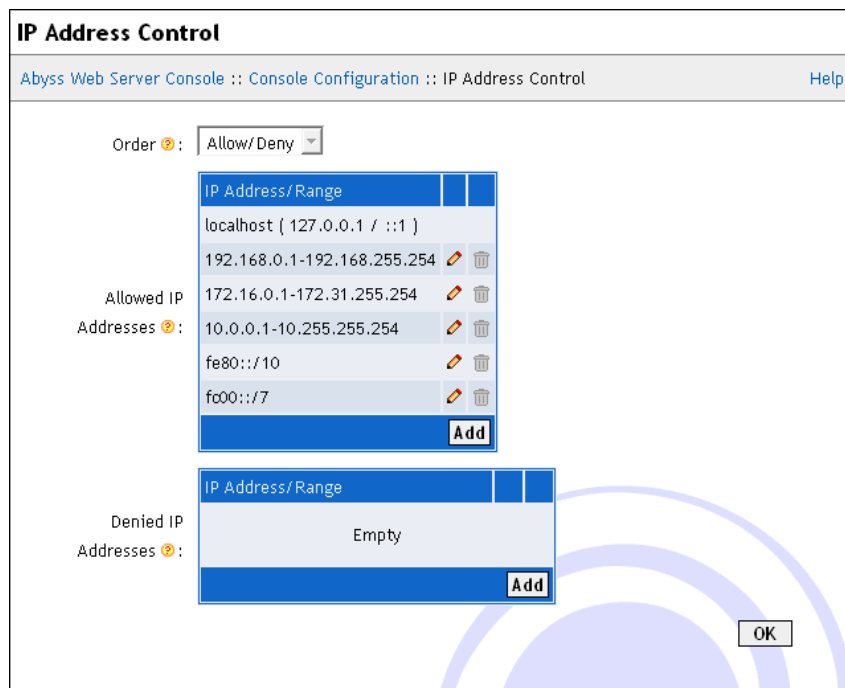 IP Address Control
Abyss Web Server Console :: Console Configuration :: IP Address Control Help
Order ?: Allow/Deny
IP Address/Range
localhost ( 127.0.0.1 / ::1 )
192.168.0.1-192.168.255.254
Allowed IP Addresses ?:
172.16.0.1-172.31.255.254
10.0.0.1-10.255.255.254
fe80::/10
fc00::/7
Add
IP Address/Range
Denied IP Addresses ?:
Empty
Add
OK